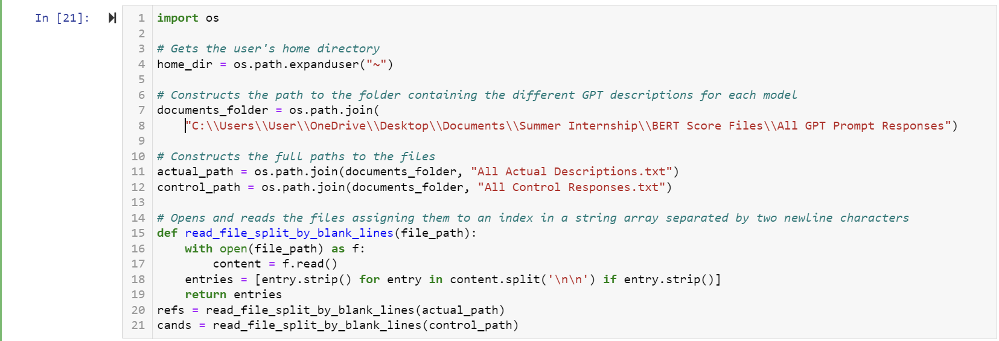 In [21]:
1 import os
2
3 # Gets the user's home directory
4 home_dir = os.path.expanduser("~")
5
6 # Constructs the path to the folder containing the different GPT descriptions for each model
7 documents_folder = os.path.join(
8     "C:\\Users\\User\\OneDrive\\Desktop\\Documents\\Summer Internship\\BERT Score Files\\All GPT Prompt Responses")
9
10 # Constructs the full paths to the files
11 actual_path = os.path.join(documents_folder, "All Actual Descriptions.txt")
12 control_path = os.path.join(documents_folder, "All Control Responses.txt")
13
14 # Opens and reads the files assigning them to an index in a string array separated by two newline characters
15 def read_file_split_by_blank_lines(file_path):
16     with open(file_path) as f:
17         content = f.read()
18     entries = [entry.strip() for entry in content.split('\n\n') if entry.strip()]
19     return entries
20 refs = read_file_split_by_blank_lines(actual_path)
21 cands = read_file_split_by_blank_lines(control_path)